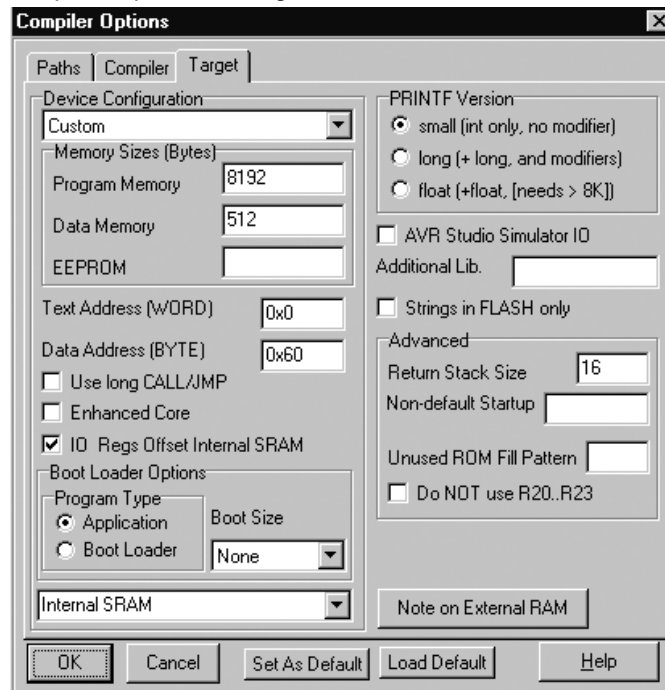 Compiler Options
Paths Compiler Target
Device Configuration
Custom
Memory Sizes (Bytes)
Program Memory 8192
Data Memory 512
EEPROM
Text Address (WORD) 0x0
Data Address (BYTE) 0x60
Use long CALL/JMP
Enhanced Core
IO Regs Offset Internal SRAM
Boot Loader Options
Program Type
Application
Boot Loader
Boot Size
None
Internal SRAM
PRINTF Version
small (int only, no modifier)
long (+ long, and modifiers)
float (+float, [needs > 8K])
AVR Studio Simulator IO
Additional Lib.
Strings in FLASH only
Advanced
Return Stack Size 16
Non-default Startup
Unused ROM Fill Pattern
Do NOT use R20..R23
Note on External RAM
OK Cancel Set As Default Load Default Help